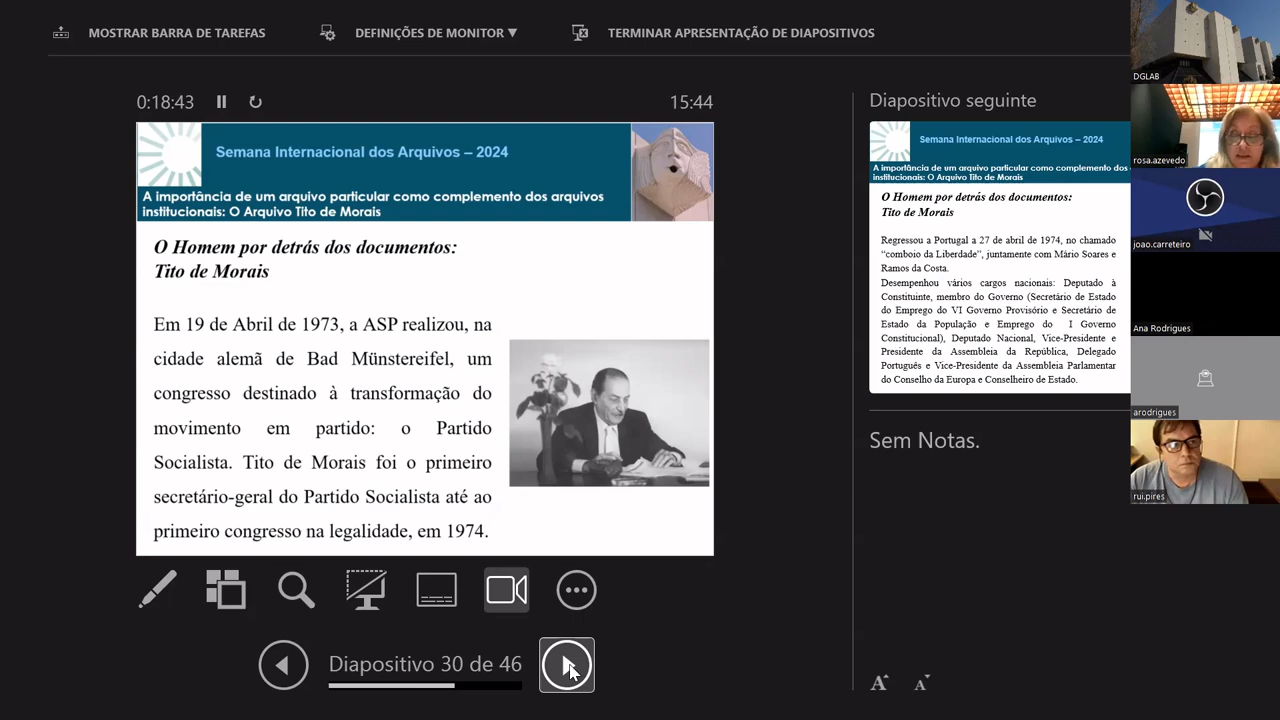 MOSTRAR BARRA DE TAREFAS
DEFINIÇÕES DE MONITOR ▼
TERMINAR APRESENTAÇÃO DE DIAPOSITIVOS
0:18:43
15:44
Semana Internacional dos Arquivos – 2024
A importância de um arquivo particular como complemento dos arquivos
institucionais: O Arquivo Tito de Morais
O Homem por detrás dos documentos:
Tito de Morais
Em 19 de Abril de 1973, a ASP realizou, na
cidade alemã de Bad Münstereifel, um
congresso destinado à transformação do
movimento em partido: o Partido
Socialista. Tito de Morais foi o primeiro
secretário-geral do Partido Socialista até ao
primeiro congresso na legalidade, em 1974.
Diapositivo 30 de 46
Diapositivo seguinte
Semana Internacional dos Arquivos – 2024
A importância de um arquivo particular como complemento dos
institucionais: O Arquivo Tito de Morais
O Homem por detrás dos documentos:
Tito de Morais
Regressou a Portugal a 27 de abril de 1974, no chamado
“comboio da Liberdade”, juntamente com Mário Soares e
Ramos da Costa.
Desempenhou vários cargos nacionais: Deputado à
Constituinte, membro do Governo (Secretário de Estado
do Emprego do VI Governo Provisório e Secretário de
Estado da População e Emprego do I Governo
Constitucional), Deputado Nacional, Vice-Presidente e
Presidente da Assembleia da República, Delegado
Português e Vice-Presidente da Assembleia Parlamentar
do Conselho da Europa e Conselheiro de Estado.
Sem Notas.
A A
DGLAB
rosa.azevedo
joao.carreteiro
Ana Rodrigues
arodrigues
rui.pires